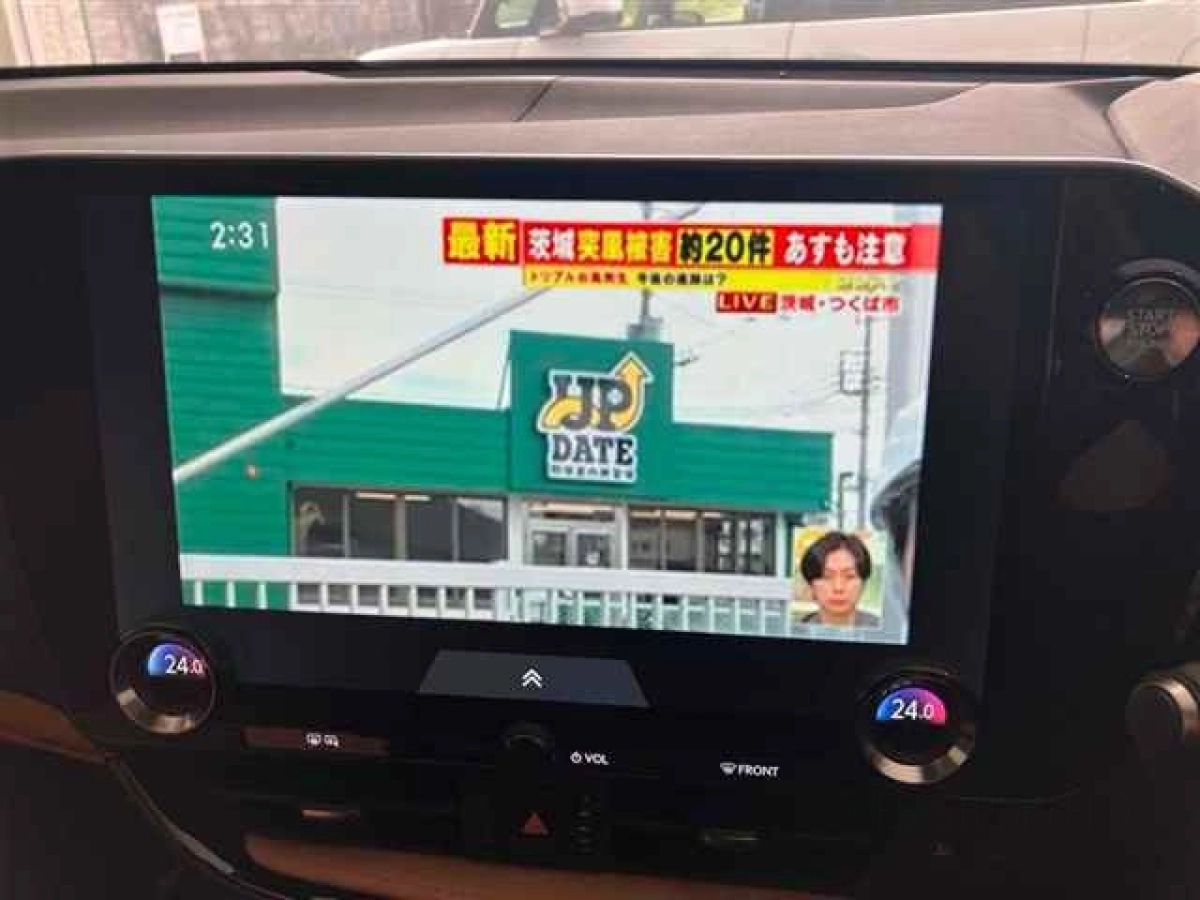 2:31
最新 茨城 突風被害 約20件 あすも注意
トリプル台風発生 今後の進路は?
LIVE 茨城・つくば市
UP
DATE
START
STOP
24.0
24.0
VOL
FRONT